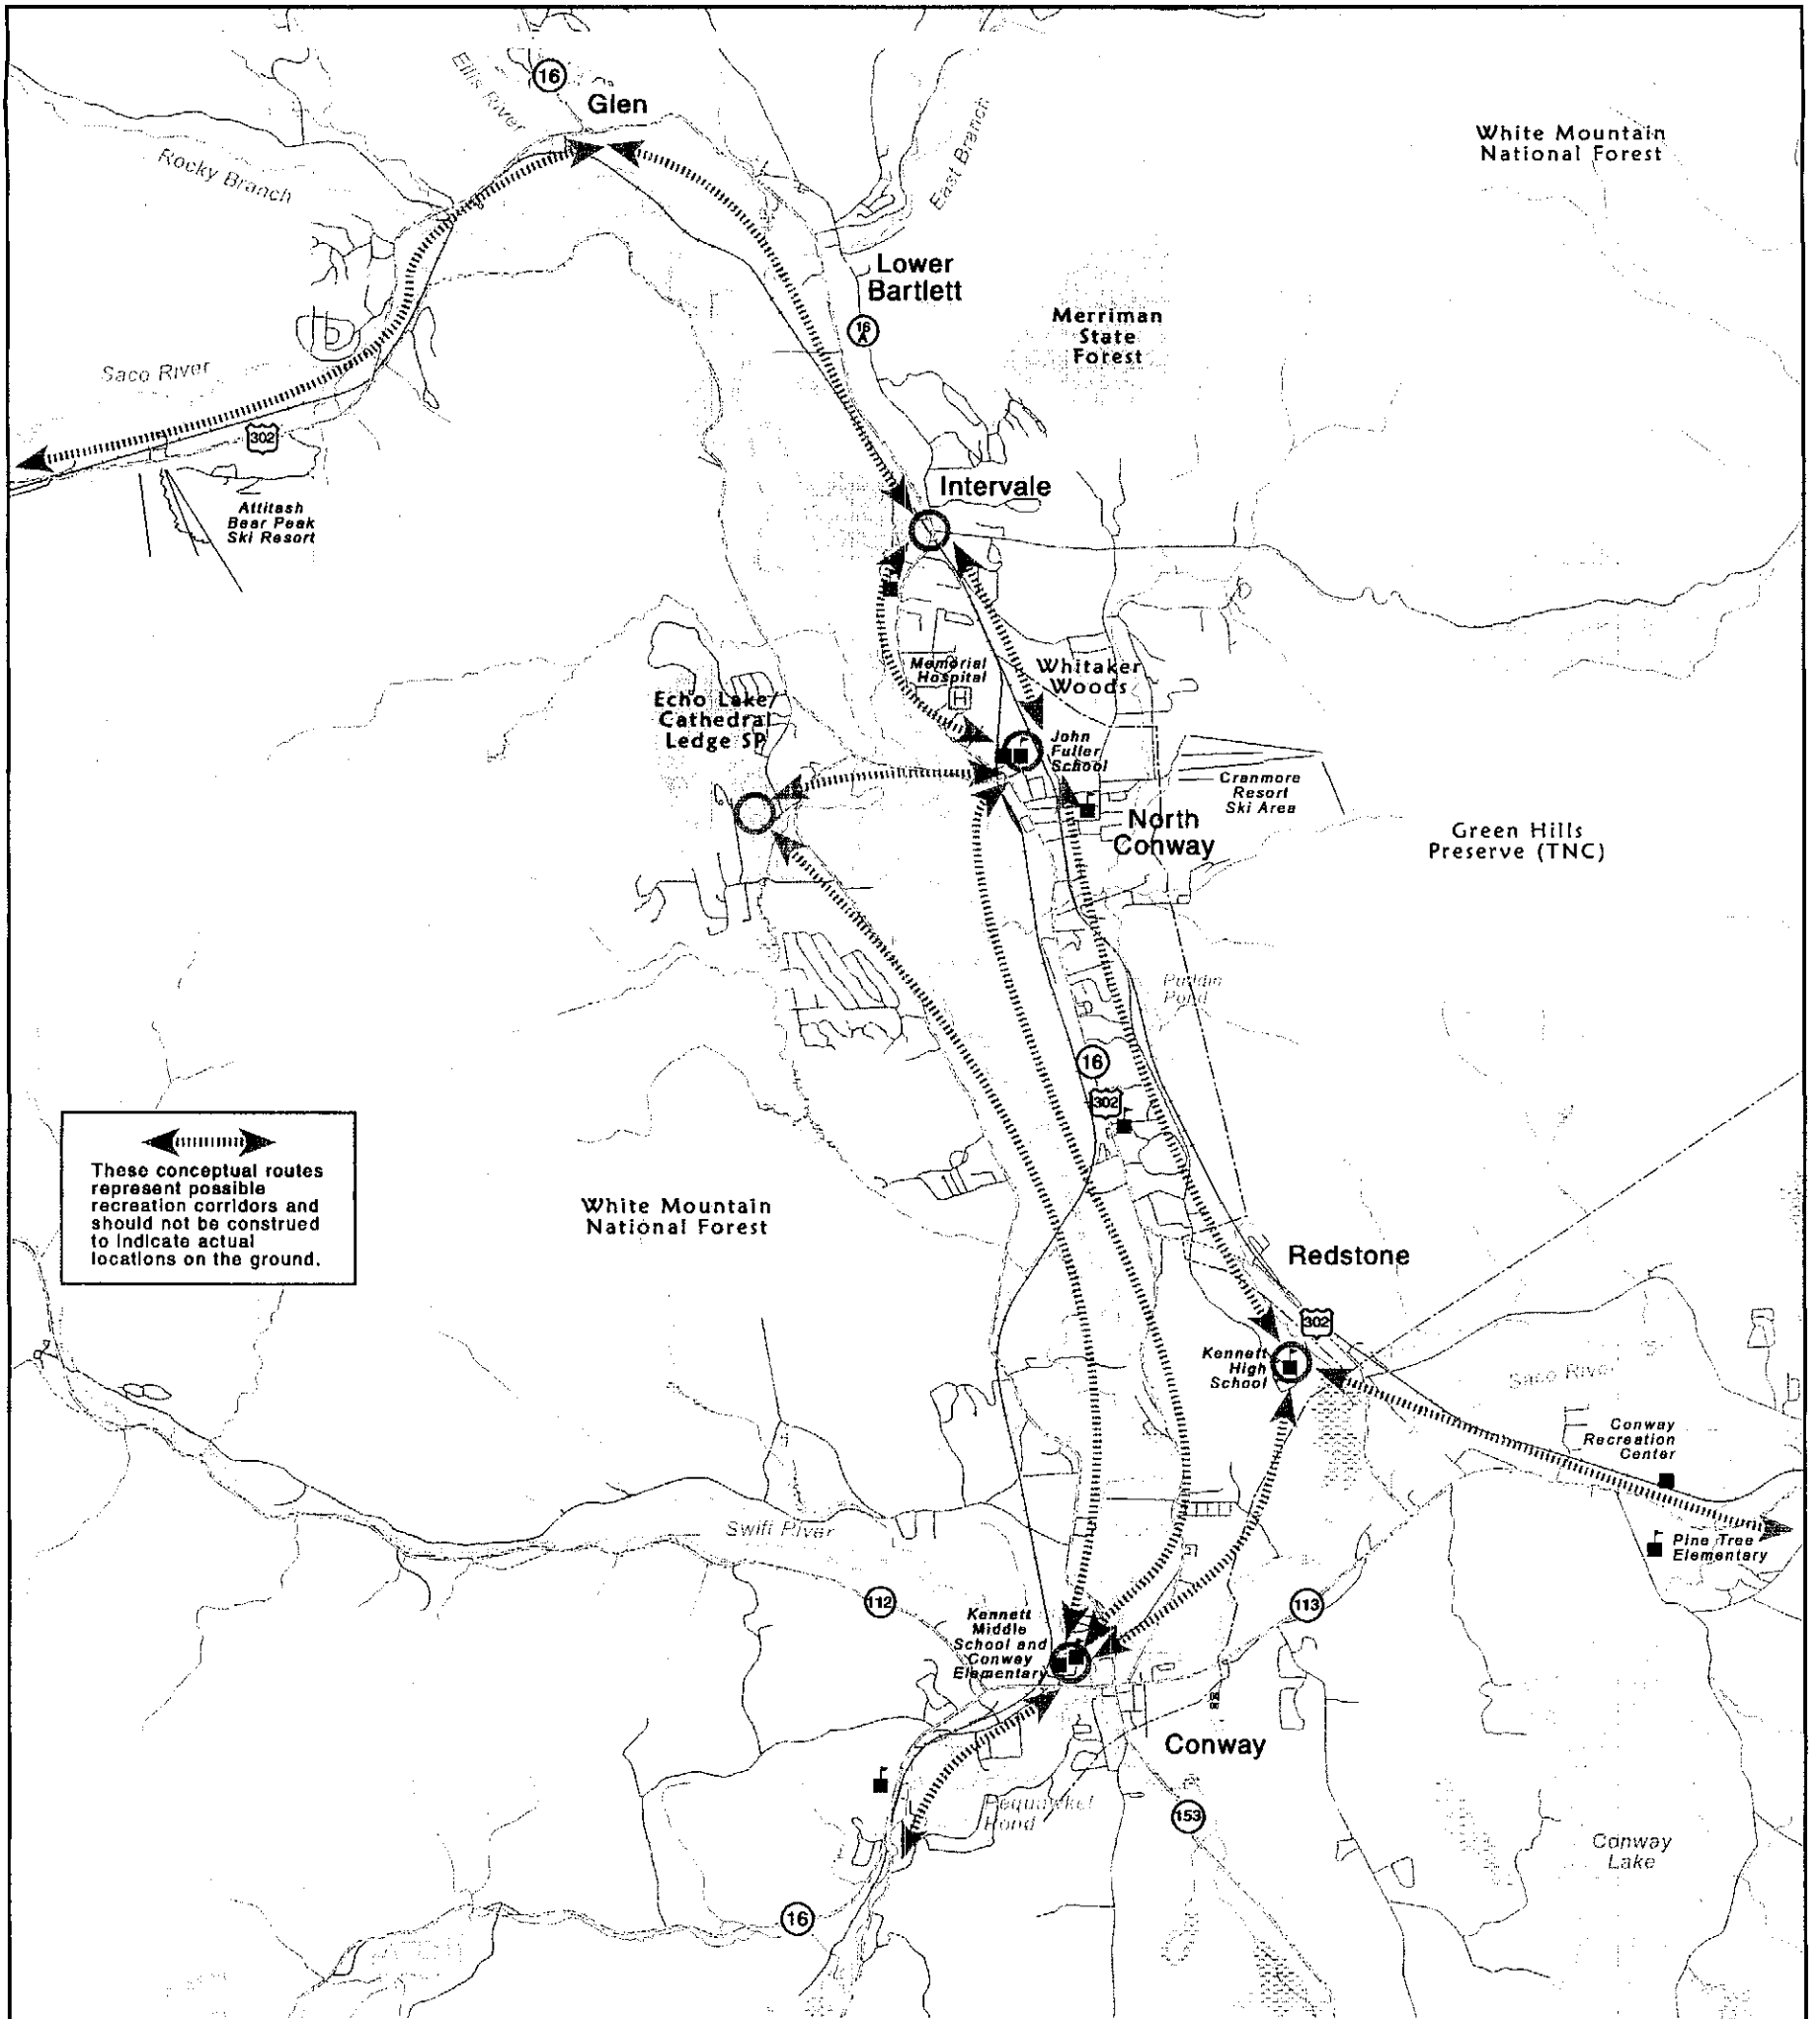 16
Glen
Ellis River
Rocky Branch
East Branch
White Mountain
National Forest
Lower
Bartlett
16
A
Merriman
State
Forest
Saco River
302
Attitash
Bear Peak
Ski Resort
Intervale
Memorial
Hospital
H
Whitaker
Woods
Echo Lake/
Cathedral
Ledge SP
John
Fuller
School
Cranmore
Resort
Ski Area
North
Conway
Green Hills
Preserve (TNC)
Puddin
Pond
16
302
These conceptual routes
represent possible
recreation corridors and
should not be construed
to indicate actual
locations on the ground.
White Mountain
National Forest
Redstone
302
Kennett
High
School
Saco River
Conway
Recreation
Center
Swift River
Pine Tree
Elementary
112
113
Kennett
Middle
School and
Conway
Elementary
Conway
Pequawket
Pond
153
Conway
Lake
16